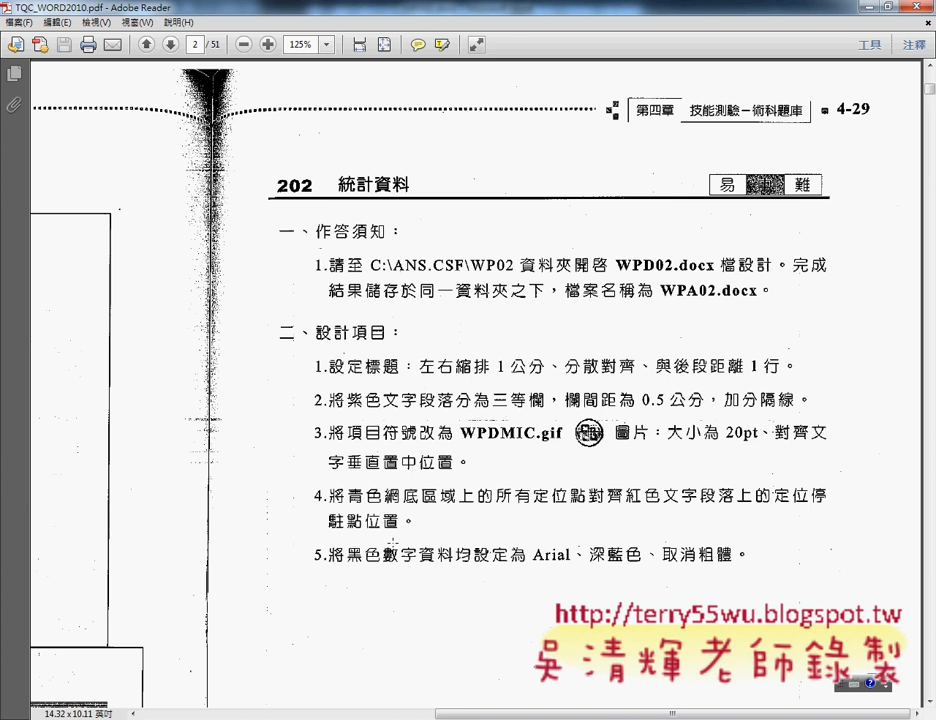 TQC_WORD2010.pdf - Adobe Reader
檔案(F) 編輯(E) 檢視(V) 視窗(W) 說明(H)
2 / 51 125% 工具 注釋
第四章 技能測驗－術科題庫 4-29
202 統計資料 易 難
一、作答須知：
1.請至 C:\ANS.CSF\WP02 資料夾開啓 WPD02.docx 檔設計。完成
結果儲存於同一資料夾之下，檔案名稱為 WPA02.docx。
二、設計項目：
1.設定標題：左右縮排 1 公分、分散對齊、與後段距離 1 行。
2.將紫色文字段落分為三等欄，欄間距為 0.5 公分，加分隔線。
3.將項目符號改為 WPDMIC.gif 圖片：大小為 20pt、對齊文
字垂直置中位置。
4.將青色網底區域上的所有定位點對齊紅色文字段落上的定位停
駐點位置。
5.將黑色數字資料均設定為 Arial、深藍色、取消粗體。
http://terry55wu.blogspot.tw
吳清輝老師錄製
14.32 x 10.11 英吋